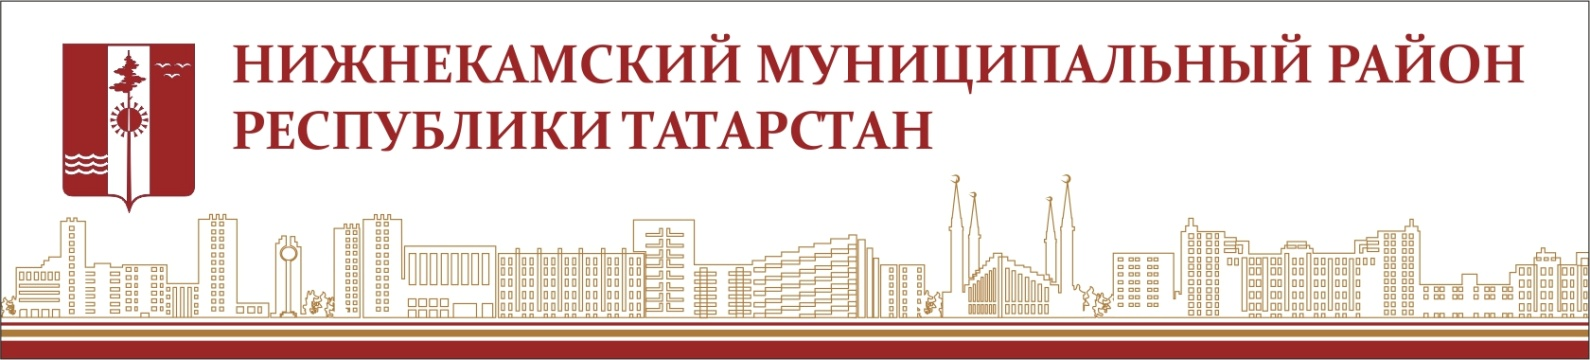 НИЖНЕКАМСКИЙ МУНИЦИПАЛЬНЫЙ РАЙОН
РЕСПУБЛИКИ ТАТАРСТАН